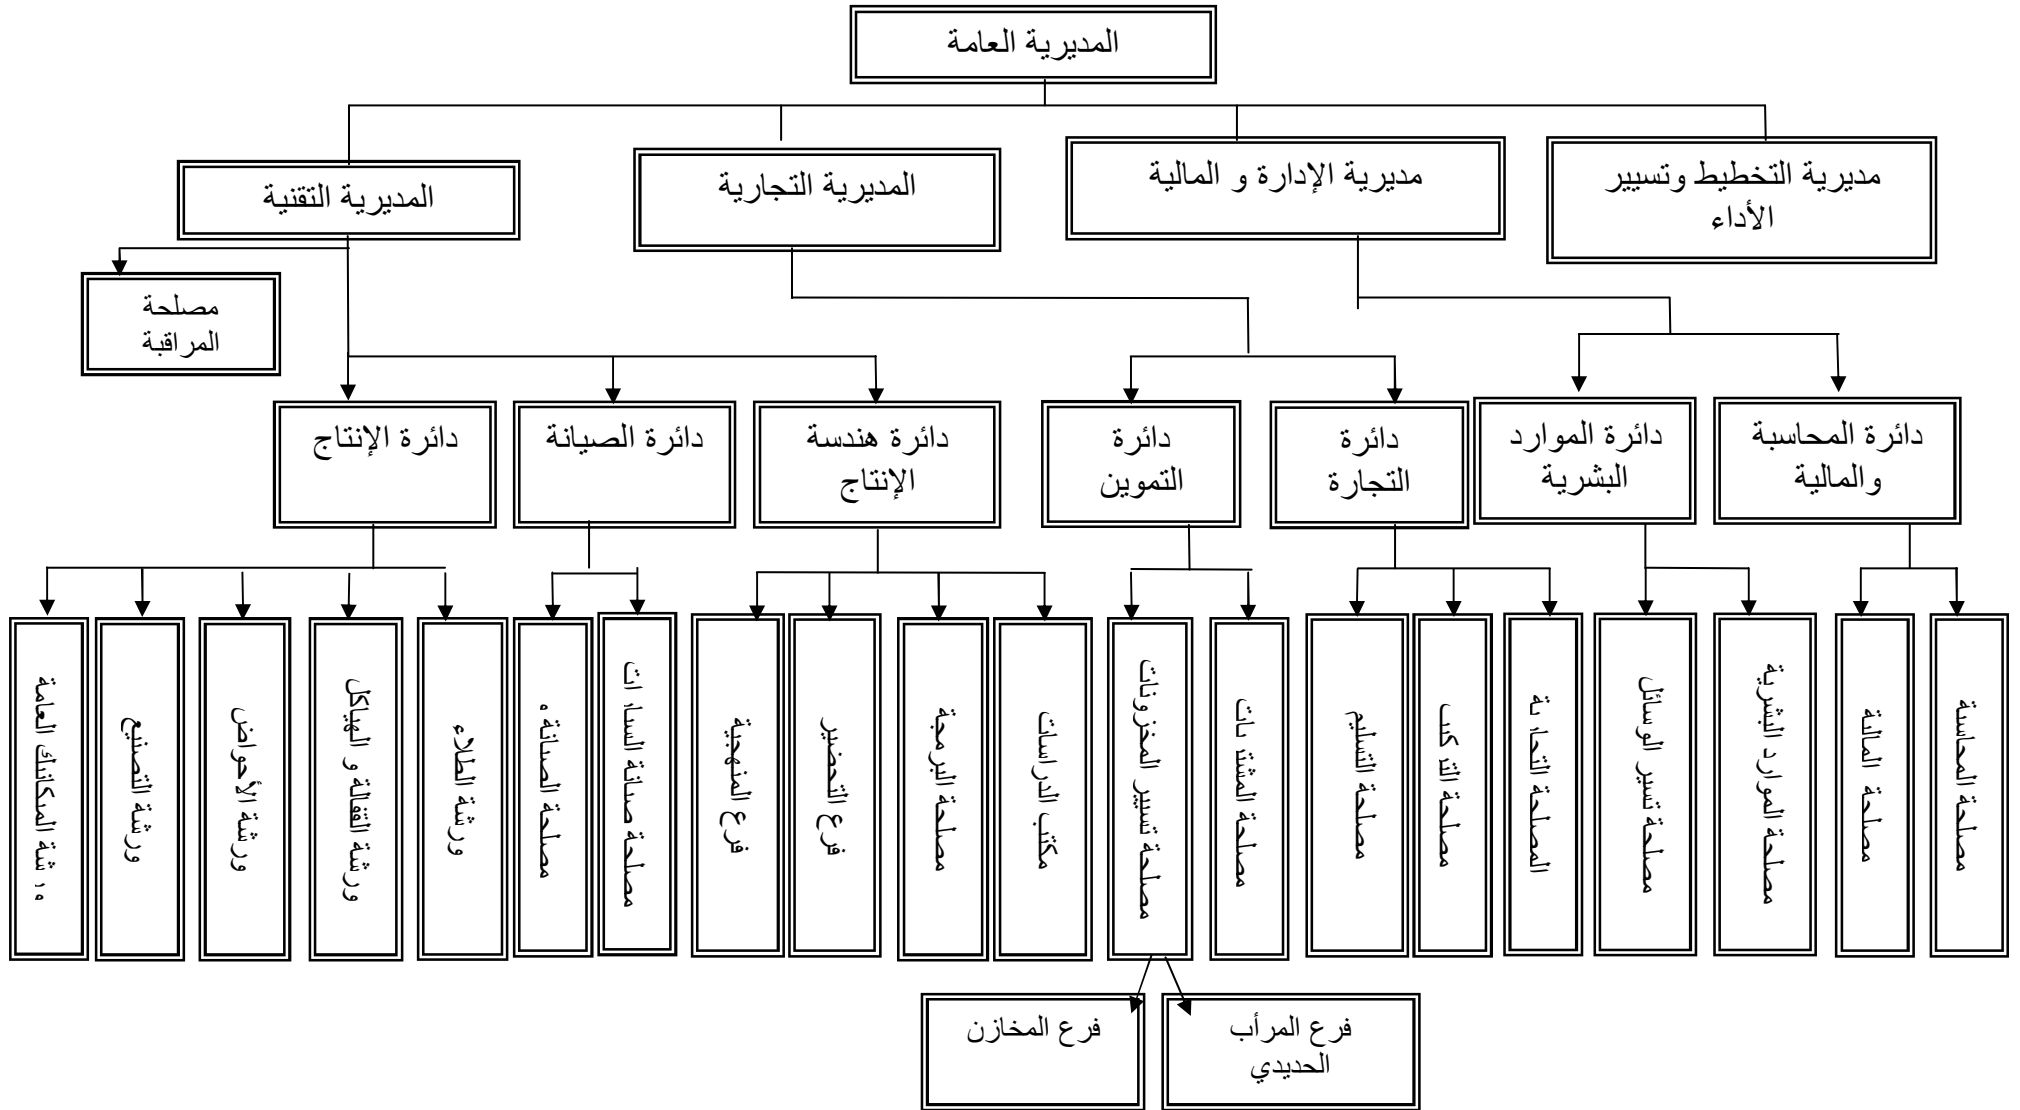 المديرية العامة
مديرية التخطيط وتسيير
الأداء
مديرية الإدارة و المالية
المديرية التجارية
المديرية التقنية
مصلحة
المراقبة
دائرة المحاسبة
والمالية
دائرة الموارد
البشرية
دائرة
التجارة
دائرة
التموين
دائرة هندسة
الإنتاج
دائرة الصيانة
دائرة الإنتاج
مصلحة المحاسبة
مصلحة المالية
مصلحة الموارد البشرية
مصلحة تسيير الوسائل
المصلحة التجارية
مصلحة التركيب
مصلحة التسليم
مصلحة المشتريات
مصلحة تسيير المخزونات
مكتب الدراسات
مصلحة البرمجة
فرع التحضير
فرع المنهجية
مصلحة صيانة السيارات
مصلحة الصيانة
ورشة الطلاء
ورشة القفالة و الهياكل
ورشة الأحواض
ورشة التصنيع
ورشة الميكانيك العامة
فرع المرأب
الحديدي
فرع المخازن